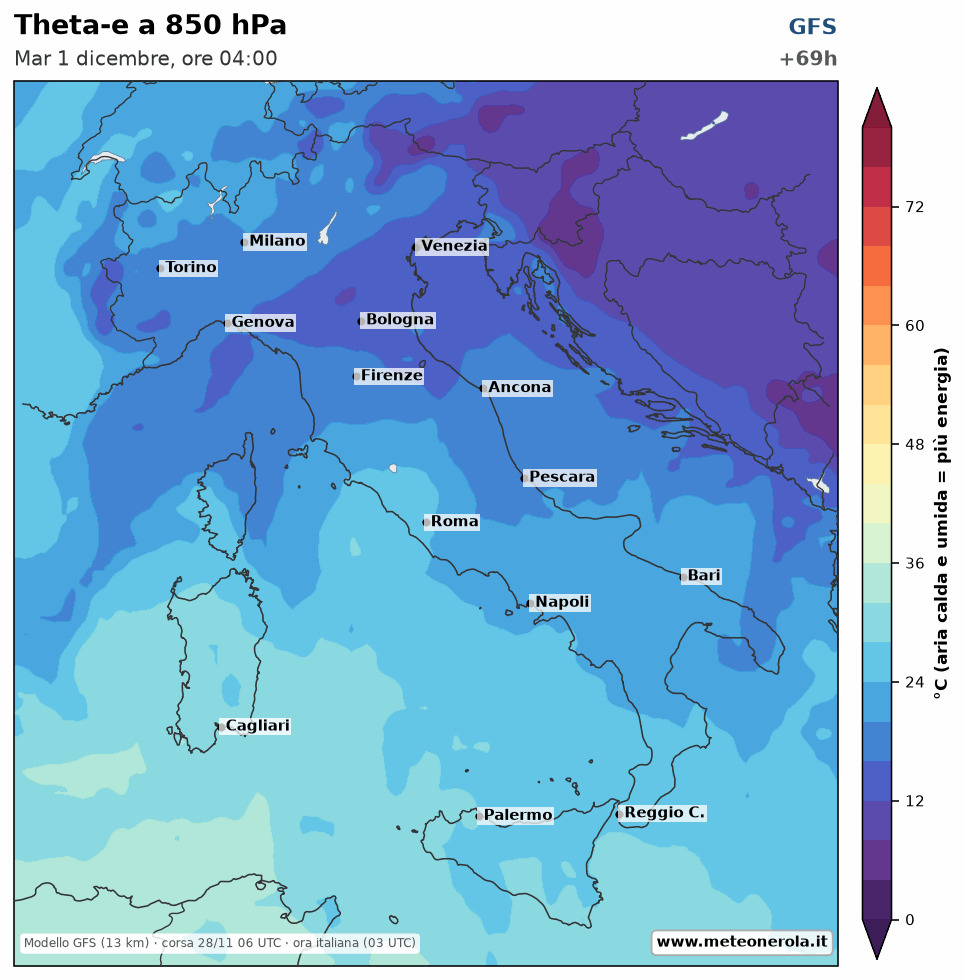 Theta-e a 850 hPa
GFS
Mar 1 dicembre, ore 04:00
+69h
Milano
Venezia
Torino
Genova
Bologna
Firenze
Ancona
Pescara
Roma
Bari
Napoli
Cagliari
Palermo
Reggio C.
72
60
48
36
24
12
0
°C (aria calda e umida = più energia)
Modello GFS (13 km) · corsa 28/11 06 UTC · ora italiana (03 UTC)
www.meteonerola.it